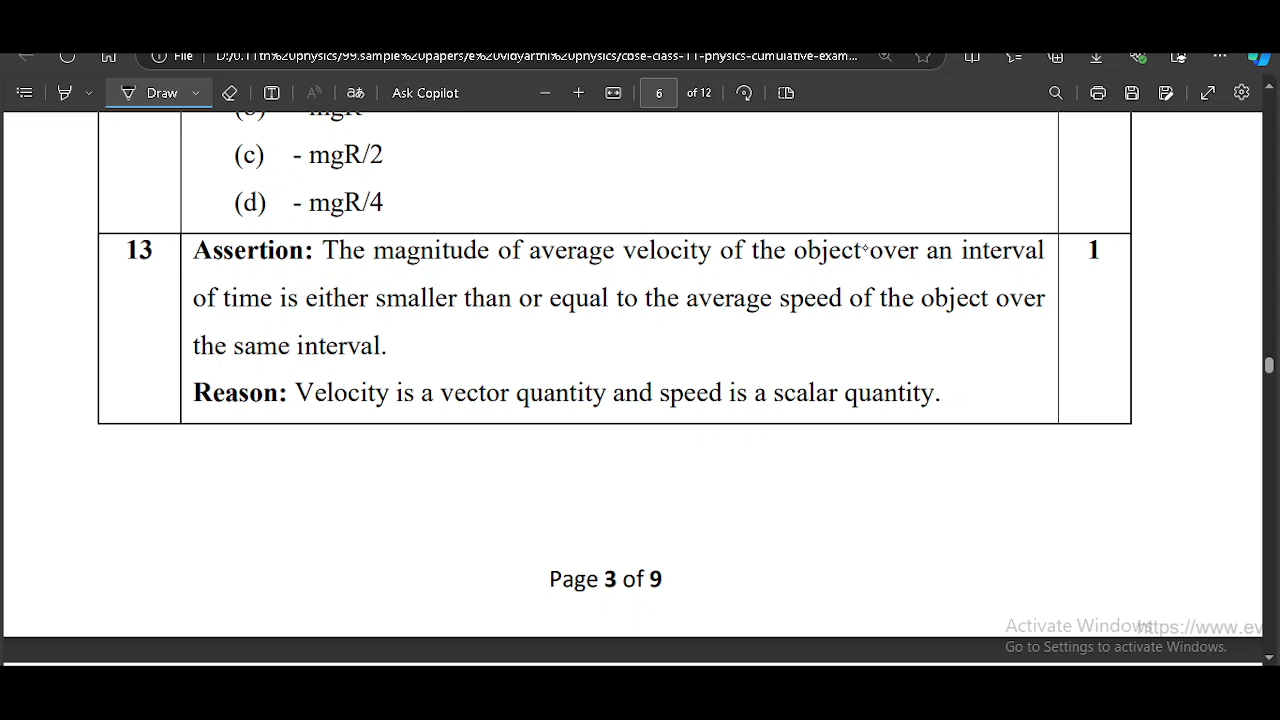 File D:/0.11th%20physics/99.sample%20papers/e%20vidyarthi%20physics/cbse-class-11-physics-cumulative-exam...
Draw Ask Copilot 6 of 12
(b) - mgR
(c) - mgR/2
(d) - mgR/4
13 Assertion: The magnitude of average velocity of the object over an interval 1
of time is either smaller than or equal to the average speed of the object over
the same interval.
Reason: Velocity is a vector quantity and speed is a scalar quantity.
Page 3 of 9
Activate Windows https://www.ev
Go to Settings to activate Windows.